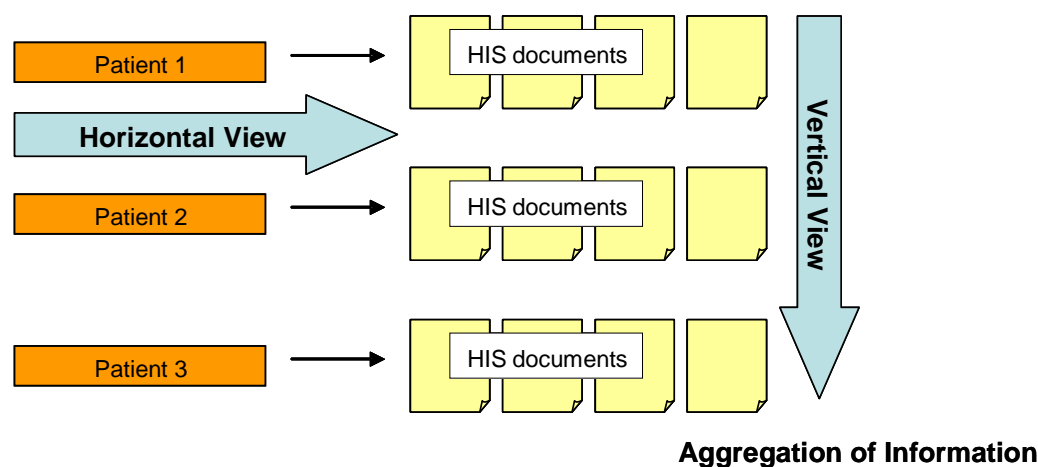 Patient 1
HIS documents
Horizontal View
Vertical View
Patient 2
HIS documents
Patient 3
HIS documents
Aggregation of Information